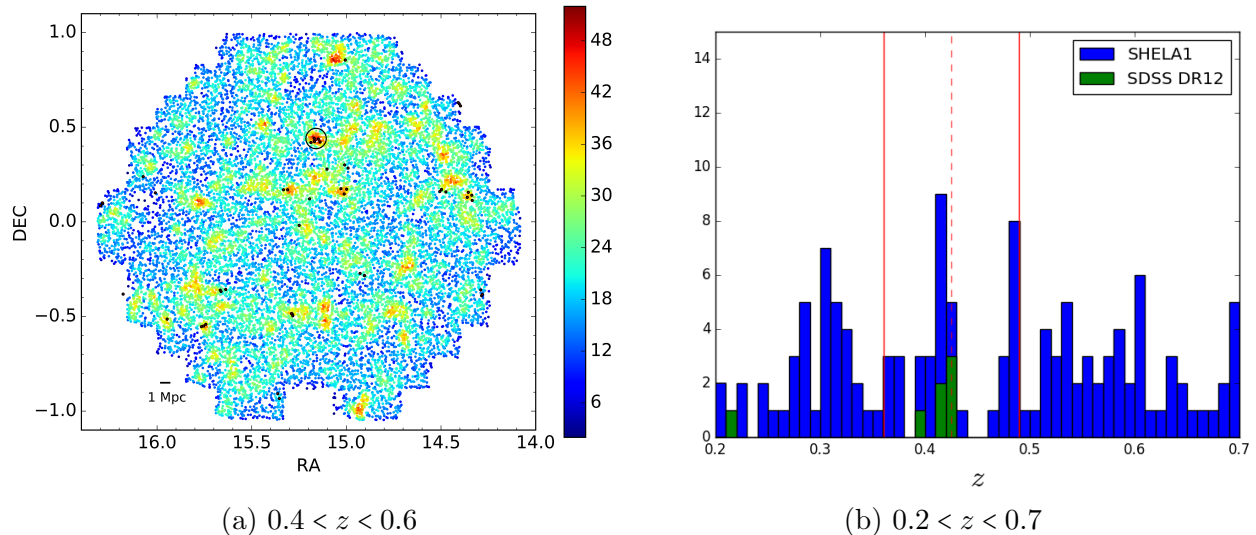 1.0
0.5
0.0
−0.5
−1.0
DEC
16.0 15.5 15.0 14.5 14.0
RA
1 Mpc
48
42
36
30
24
18
12
6
(a) 0.4 < z < 0.6
14
12
10
8
6
4
2
0
0.2 0.3 0.4 0.5 0.6 0.7
z
SHELA1
SDSS DR12
(b) 0.2 < z < 0.7